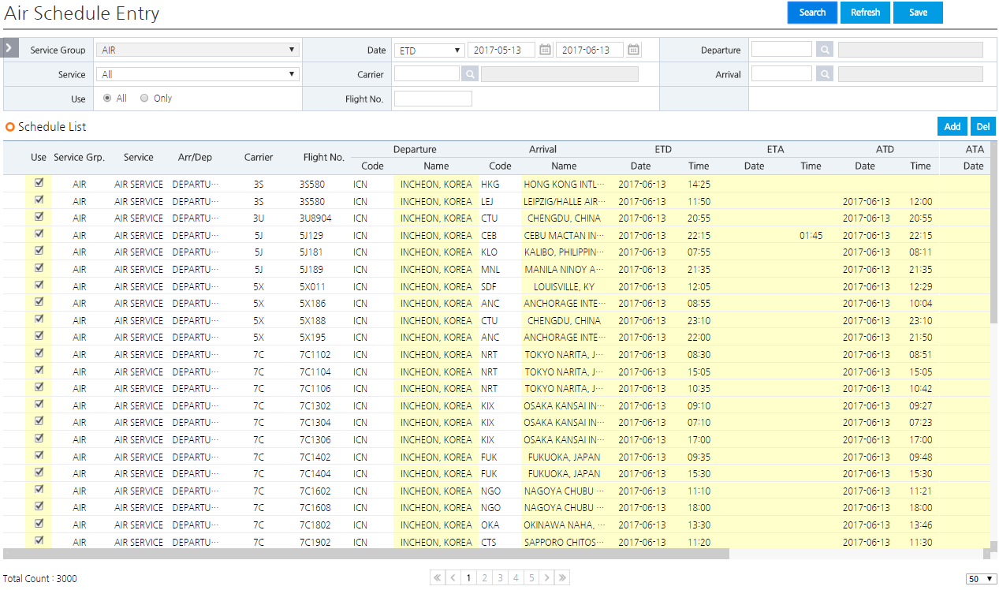 Air Schedule Entry Search Refresh Save
Service Group AIR Date ETD 2017-05-13 2017-06-13 Departure
Service All Carrier Arrival
Use All Only Flight No.
Schedule List Add Del
Departure Arrival ETD ETA ATD ATA
Use Service Grp. Service Arr/Dep Carrier Flight No.
Code Name Code Name Date Time Date Time Date Time Date
AIR AIR SERVICE DEPARTU··· 3S 3S580 ICN INCHEON, KOREA HKG HONG KONG INTL··· 2017-06-13 14:25
AIR AIR SERVICE DEPARTU··· 3S 3S580 ICN INCHEON, KOREA LEJ LEIPZIG/HALLE AIR··· 2017-06-13 11:50 2017-06-13 12:00
AIR AIR SERVICE DEPARTU··· 3U 3U8904 ICN INCHEON, KOREA CTU CHENGDU, CHINA 2017-06-13 20:55 2017-06-13 20:55
AIR AIR SERVICE DEPARTU··· 5J 5J129 ICN INCHEON, KOREA CEB CEBU MACTAN IN··· 2017-06-13 22:15 01:45 2017-06-13 22:15
AIR AIR SERVICE DEPARTU··· 5J 5J181 ICN INCHEON, KOREA KLO KALIBO, PHILIPPIN··· 2017-06-13 07:55 2017-06-13 08:11
AIR AIR SERVICE DEPARTU··· 5J 5J189 ICN INCHEON, KOREA MNL MANILA NINOY A··· 2017-06-13 21:35 2017-06-13 21:35
AIR AIR SERVICE DEPARTU··· 5X 5X011 ICN INCHEON, KOREA SDF LOUISVILLE, KY 2017-06-13 12:05 2017-06-13 12:29
AIR AIR SERVICE DEPARTU··· 5X 5X186 ICN INCHEON, KOREA ANC ANCHORAGE INTE··· 2017-06-13 08:55 2017-06-13 10:04
AIR AIR SERVICE DEPARTU··· 5X 5X188 ICN INCHEON, KOREA CTU CHENGDU, CHINA 2017-06-13 23:10 2017-06-13 23:10
AIR AIR SERVICE DEPARTU··· 5X 5X195 ICN INCHEON, KOREA ANC ANCHORAGE INTE··· 2017-06-13 22:00 2017-06-13 21:50
AIR AIR SERVICE DEPARTU··· 7C 7C1102 ICN INCHEON, KOREA NRT TOKYO NARITA, J··· 2017-06-13 08:30 2017-06-13 08:51
AIR AIR SERVICE DEPARTU··· 7C 7C1104 ICN INCHEON, KOREA NRT TOKYO NARITA, J··· 2017-06-13 15:05 2017-06-13 15:05
AIR AIR SERVICE DEPARTU··· 7C 7C1106 ICN INCHEON, KOREA NRT TOKYO NARITA, J··· 2017-06-13 10:35 2017-06-13 10:42
AIR AIR SERVICE DEPARTU··· 7C 7C1302 ICN INCHEON, KOREA KIX OSAKA KANSAI IN··· 2017-06-13 09:10 2017-06-13 09:27
AIR AIR SERVICE DEPARTU··· 7C 7C1304 ICN INCHEON, KOREA KIX OSAKA KANSAI IN··· 2017-06-13 07:10 2017-06-13 07:23
AIR AIR SERVICE DEPARTU··· 7C 7C1306 ICN INCHEON, KOREA KIX OSAKA KANSAI IN··· 2017-06-13 17:00 2017-06-13 17:00
AIR AIR SERVICE DEPARTU··· 7C 7C1402 ICN INCHEON, KOREA FUK FUKUOKA, JAPAN 2017-06-13 09:35 2017-06-13 09:48
AIR AIR SERVICE DEPARTU··· 7C 7C1404 ICN INCHEON, KOREA FUK FUKUOKA, JAPAN 2017-06-13 15:30 2017-06-13 15:30
AIR AIR SERVICE DEPARTU··· 7C 7C1602 ICN INCHEON, KOREA NGO NAGOYA CHUBU ··· 2017-06-13 11:10 2017-06-13 11:21
AIR AIR SERVICE DEPARTU··· 7C 7C1608 ICN INCHEON, KOREA NGO NAGOYA CHUBU ··· 2017-06-13 18:00 2017-06-13 18:00
AIR AIR SERVICE DEPARTU··· 7C 7C1802 ICN INCHEON, KOREA OKA OKINAWA NAHA, ··· 2017-06-13 13:30 2017-06-13 13:46
AIR AIR SERVICE DEPARTU··· 7C 7C1902 ICN INCHEON, KOREA CTS SAPPORO CHITOS··· 2017-06-13 11:20 2017-06-13 11:30
Total Count : 3000 1 2 3 4 5 50